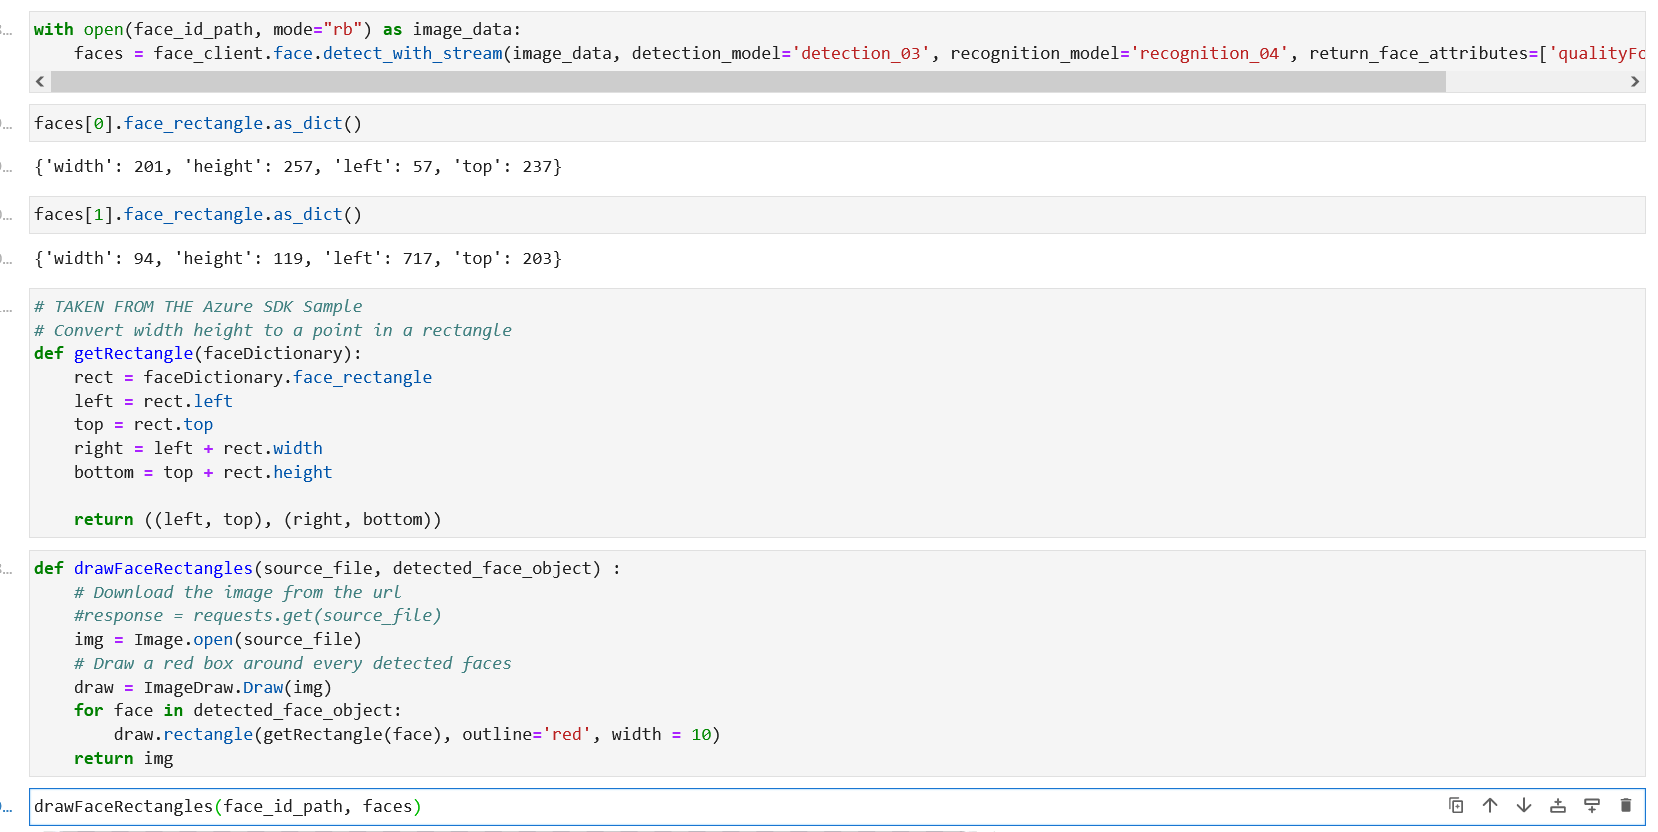 with open(face_id_path, mode="rb") as image_data:
    faces = face_client.face.detect_with_stream(image_data, detection_model='detection_03', recognition_model='recognition_04', return_face_attributes=['qualityFo
faces[0].face_rectangle.as_dict()
{'width': 201, 'height': 257, 'left': 57, 'top': 237}
faces[1].face_rectangle.as_dict()
{'width': 94, 'height': 119, 'left': 717, 'top': 203}
# TAKEN FROM THE Azure SDK Sample
# Convert width height to a point in a rectangle
def getRectangle(faceDictionary):
    rect = faceDictionary.face_rectangle
    left = rect.left
    top = rect.top
    right = left + rect.width
    bottom = top + rect.height
    return ((left, top), (right, bottom))
def drawFaceRectangles(source_file, detected_face_object) :
    # Download the image from the url
    #response = requests.get(source_file)
    img = Image.open(source_file)
    # Draw a red box around every detected faces
    draw = ImageDraw.Draw(img)
    for face in detected_face_object:
        draw.rectangle(getRectangle(face), outline='red', width = 10)
    return img
drawFaceRectangles(face_id_path, faces)